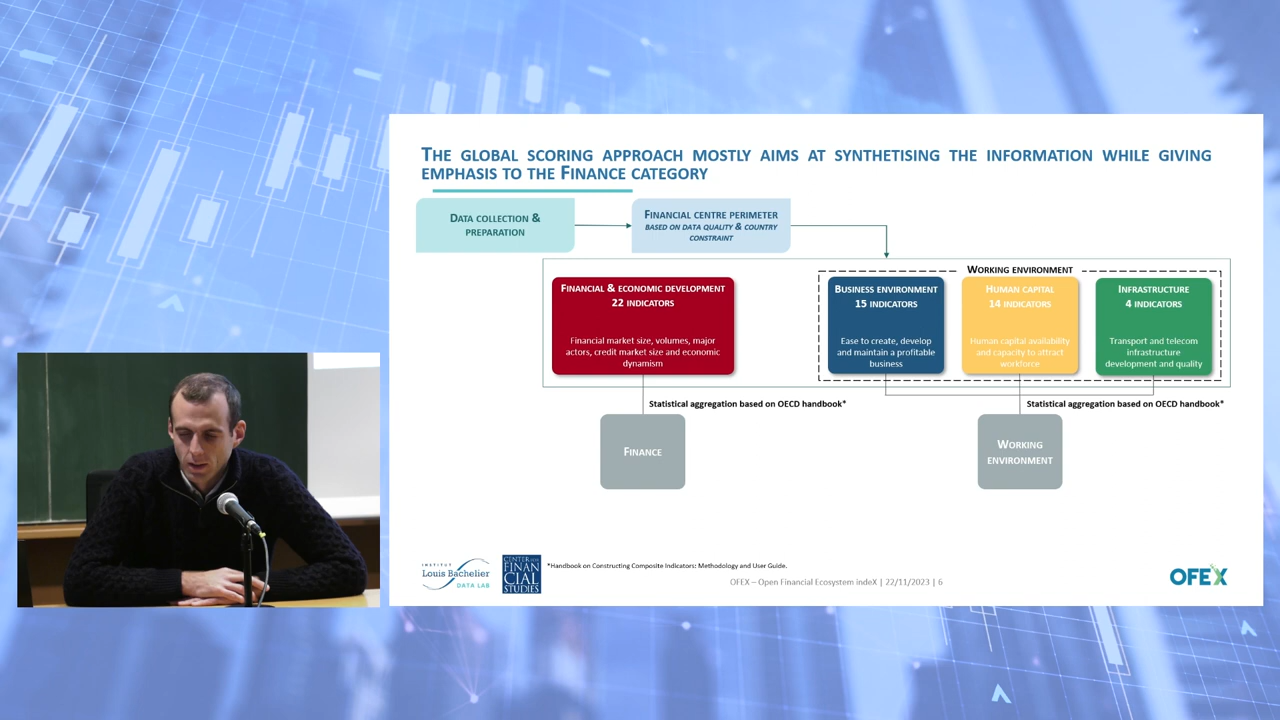 THE GLOBAL SCORING APPROACH MOSTLY AIMS AT SYNTHETISING THE INFORMATION WHILE GIVING
EMPHASIS TO THE FINANCE CATEGORY
DATA COLLECTION &
PREPARATION
FINANCIAL CENTRE PERIMETER
BASED ON DATA QUALITY & COUNTRY
CONSTRAINT
WORKING ENVIRONMENT
FINANCIAL & ECONOMIC DEVELOPMENT
22 INDICATORS
Financial market size, volumes, major
actors, credit market size and economic
dynamism
BUSINESS ENVIRONMENT
15 INDICATORS
Ease to create, develop
and maintain a profitable
business
HUMAN CAPITAL
14 INDICATORS
Human capital availability
and capacity to attract
workforce
INFRASTRUCTURE
4 INDICATORS
Transport and telecom
infrastructure
development and quality
Statistical aggregation based on OECD handbook*
Statistical aggregation based on OECD handbook*
FINANCE
WORKING
ENVIRONMENT
INSTITUT
Louis Bachelier
DATA LAB
CENTER FOR
FINAN
CIAL
STUDIES
*Handbook on Constructing Composite Indicators: Methodology and User Guide.
OFEX – Open Financial Ecosystem indeX | 22/11/2023 | 6
OFEX